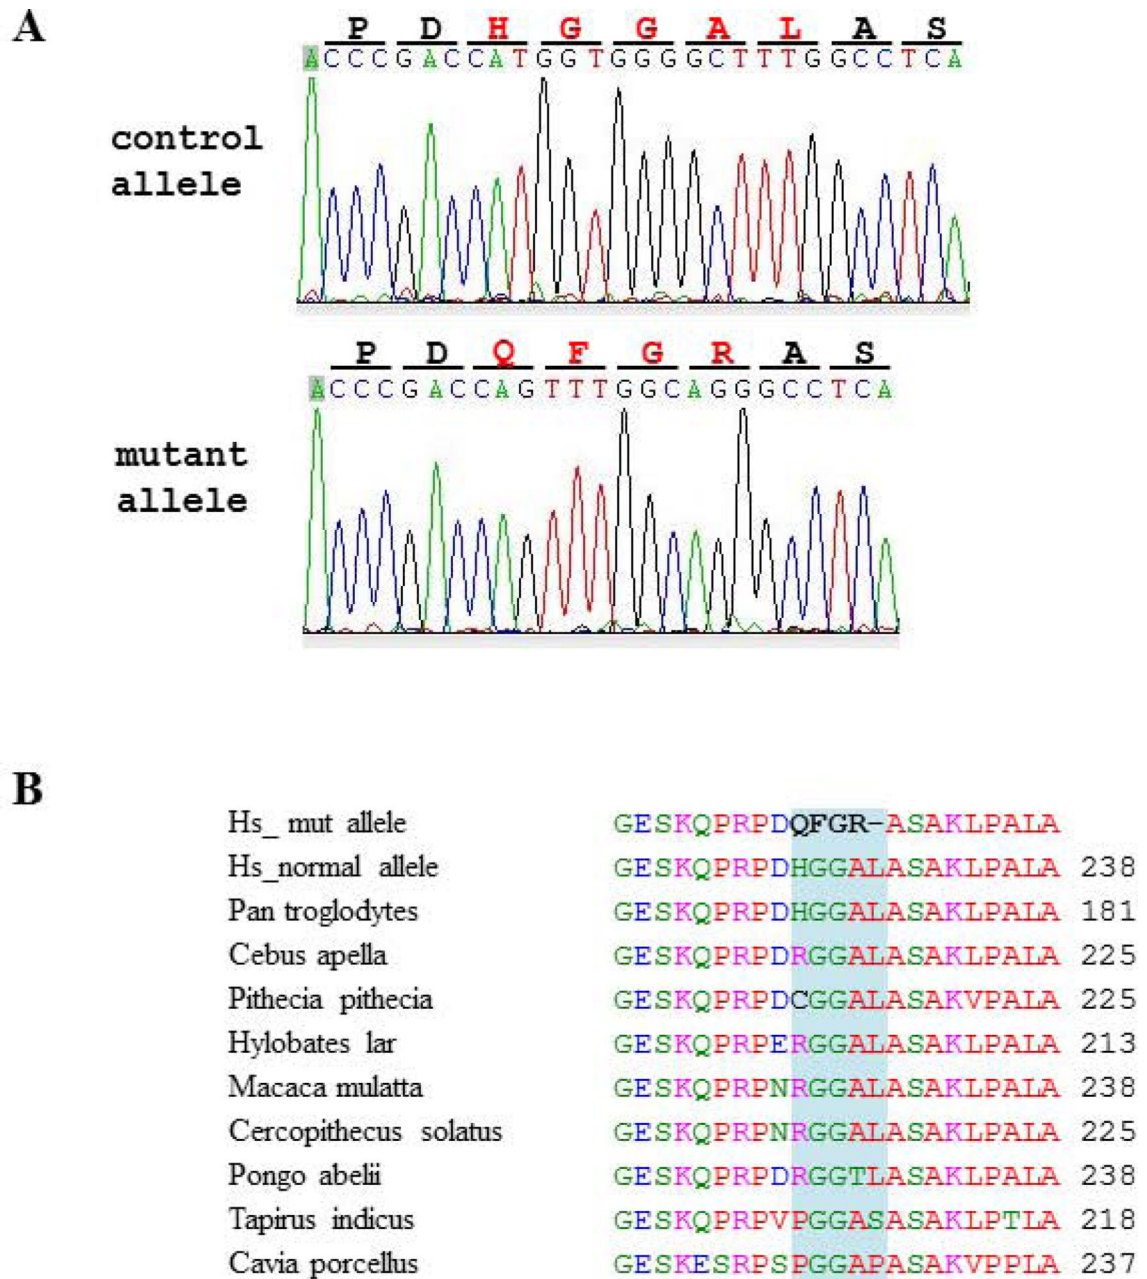 A
P D H G G A L A S
ACCCGACCATGGTGGGGCTTTGGCCTCA
control
allele
P D Q F G R A S
ACCCGACCAGTTTGGCAGGGCCTCA
mutant
allele
B
Hs_ mut allele GESKQPRPDQFGR-ASAKLPALA
Hs_normal allele GESKQPRPDHGGALASAKLPALA 238
Pan troglodytes GESKQPRPDHGGALASAKLPALA 181
Cebus apella GESKQPRPDRGGALASAKLPALA 225
Pithecia pithecia GESKQPRPDCGGALASAKVPALA 225
Hylobates lar GESKQPRPERGGALASAKLPALA 213
Macaca mulatta GESKQPRPNRGGALASAKLPALA 238
Cercopithecus solatus GESKQPRPNRGGALASAKLPALA 225
Pongo abelii GESKQPRPDRGGTLASAKLPALA 238
Tapirus indicus GESKQPRPVPGGASASAKLPTLA 218
Cavia porcellus GESKESRPSPGGAPASAKVPPLA 237